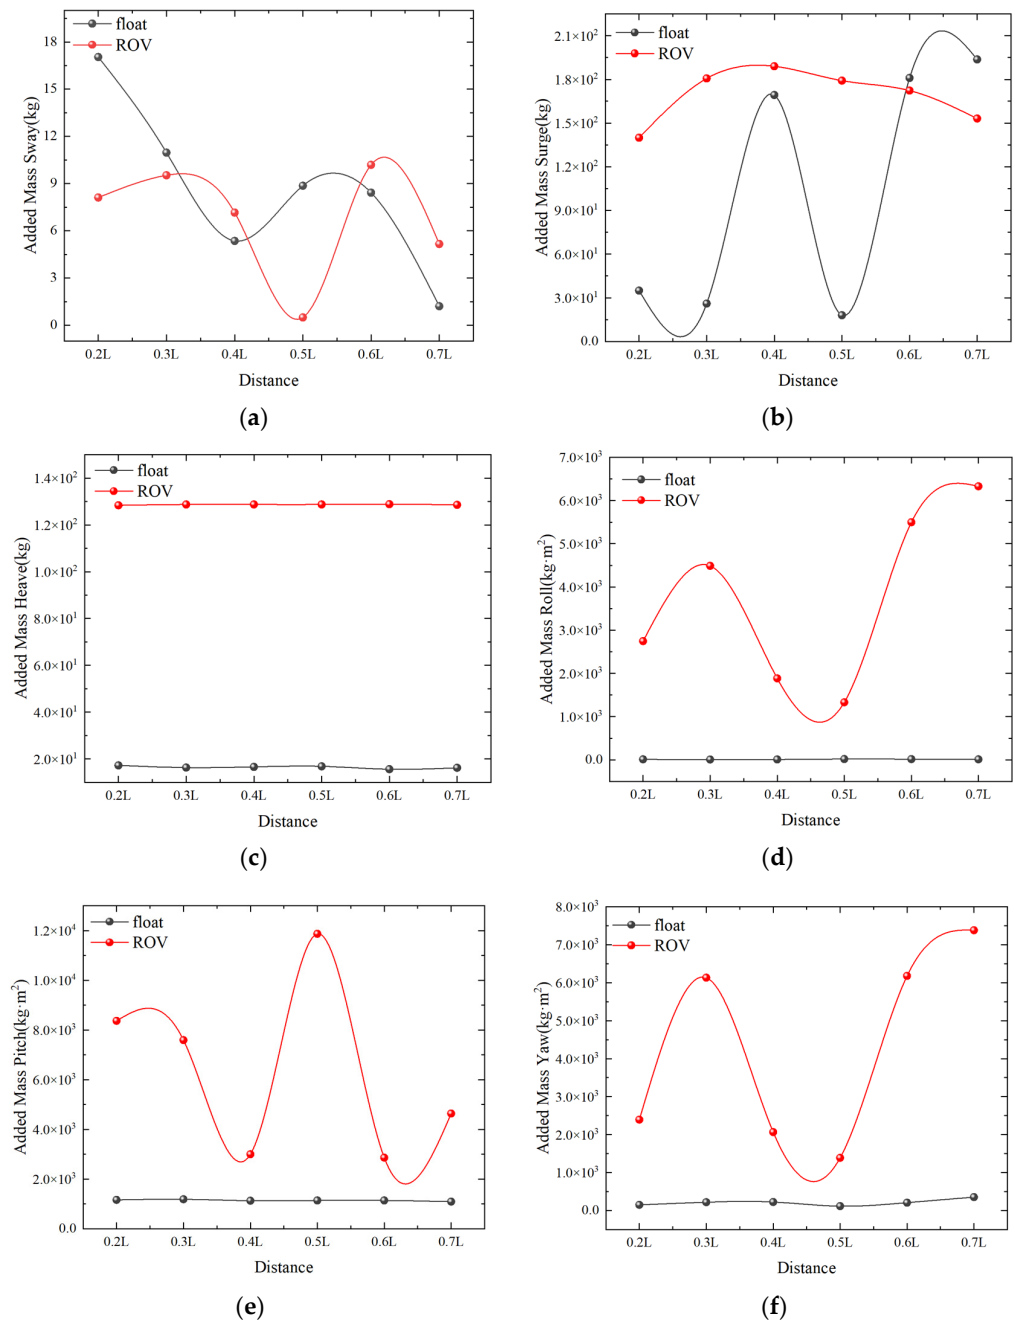 float
ROV
18
15
12
9
6
3
0
Added Mass Sway(kg)
0.2L 0.3L 0.4L 0.5L 0.6L 0.7L
Distance
(a)
float
ROV
2.1×10²
1.8×10²
1.5×10²
1.2×10²
9.0×10¹
6.0×10¹
3.0×10¹
0.0
Added Mass Surge(kg)
0.2L 0.3L 0.4L 0.5L 0.6L 0.7L
Distance
(b)
float
ROV
1.4×10²
1.2×10²
1.0×10²
8.0×10¹
6.0×10¹
4.0×10¹
2.0×10¹
Added Mass Heave(kg)
0.2L 0.3L 0.4L 0.5L 0.6L 0.7L
Distance
(c)
float
ROV
7.0×10³
6.0×10³
5.0×10³
4.0×10³
3.0×10³
2.0×10³
1.0×10³
0.0
Added Mass Roll(kg·m²)
0.2L 0.3L 0.4L 0.5L 0.6L 0.7L
Distance
(d)
float
ROV
1.2×10⁴
1.0×10⁴
8.0×10³
6.0×10³
4.0×10³
2.0×10³
0.0
Added Mass Pitch(kg·m²)
0.2L 0.3L 0.4L 0.5L 0.6L 0.7L
Distance
(e)
float
ROV
8.0×10³
7.0×10³
6.0×10³
5.0×10³
4.0×10³
3.0×10³
2.0×10³
1.0×10³
0.0
Added Mass Yaw(kg·m²)
0.2L 0.3L 0.4L 0.5L 0.6L 0.7L
Distance
(f)